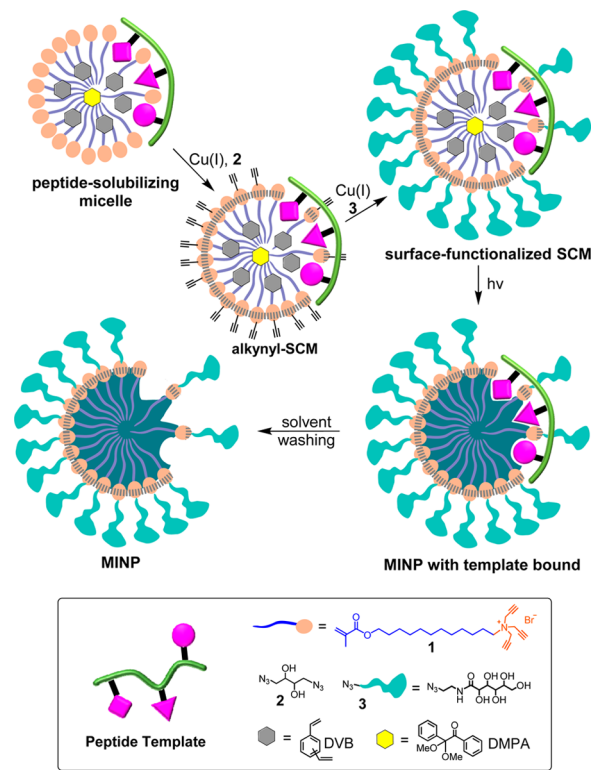 Cu(I), 2
peptide-solubilizing
micelle
Cu(I)
3
surface-functionalized SCM
alkynyl-SCM
hν
solvent
washing
MINP
MINP with template bound
Peptide Template
=
O
O
N
+
Br⁻
1
N3
OH
OH
N3
2
N3
3
=
N3
N
H
O
OH
OH
OH
OH
OH
=
DVB
=
O
MeO
OMe
DMPA